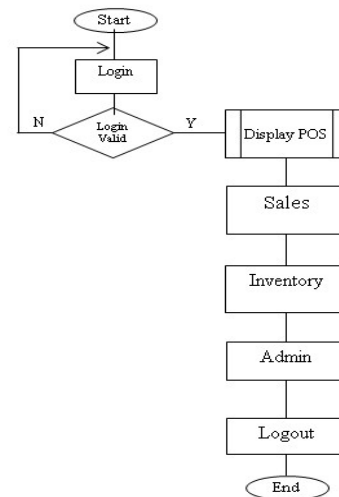 Start
Login
N
Login
Valid
Y
Display POS
Sales
Inventory
Admin
Logout
End